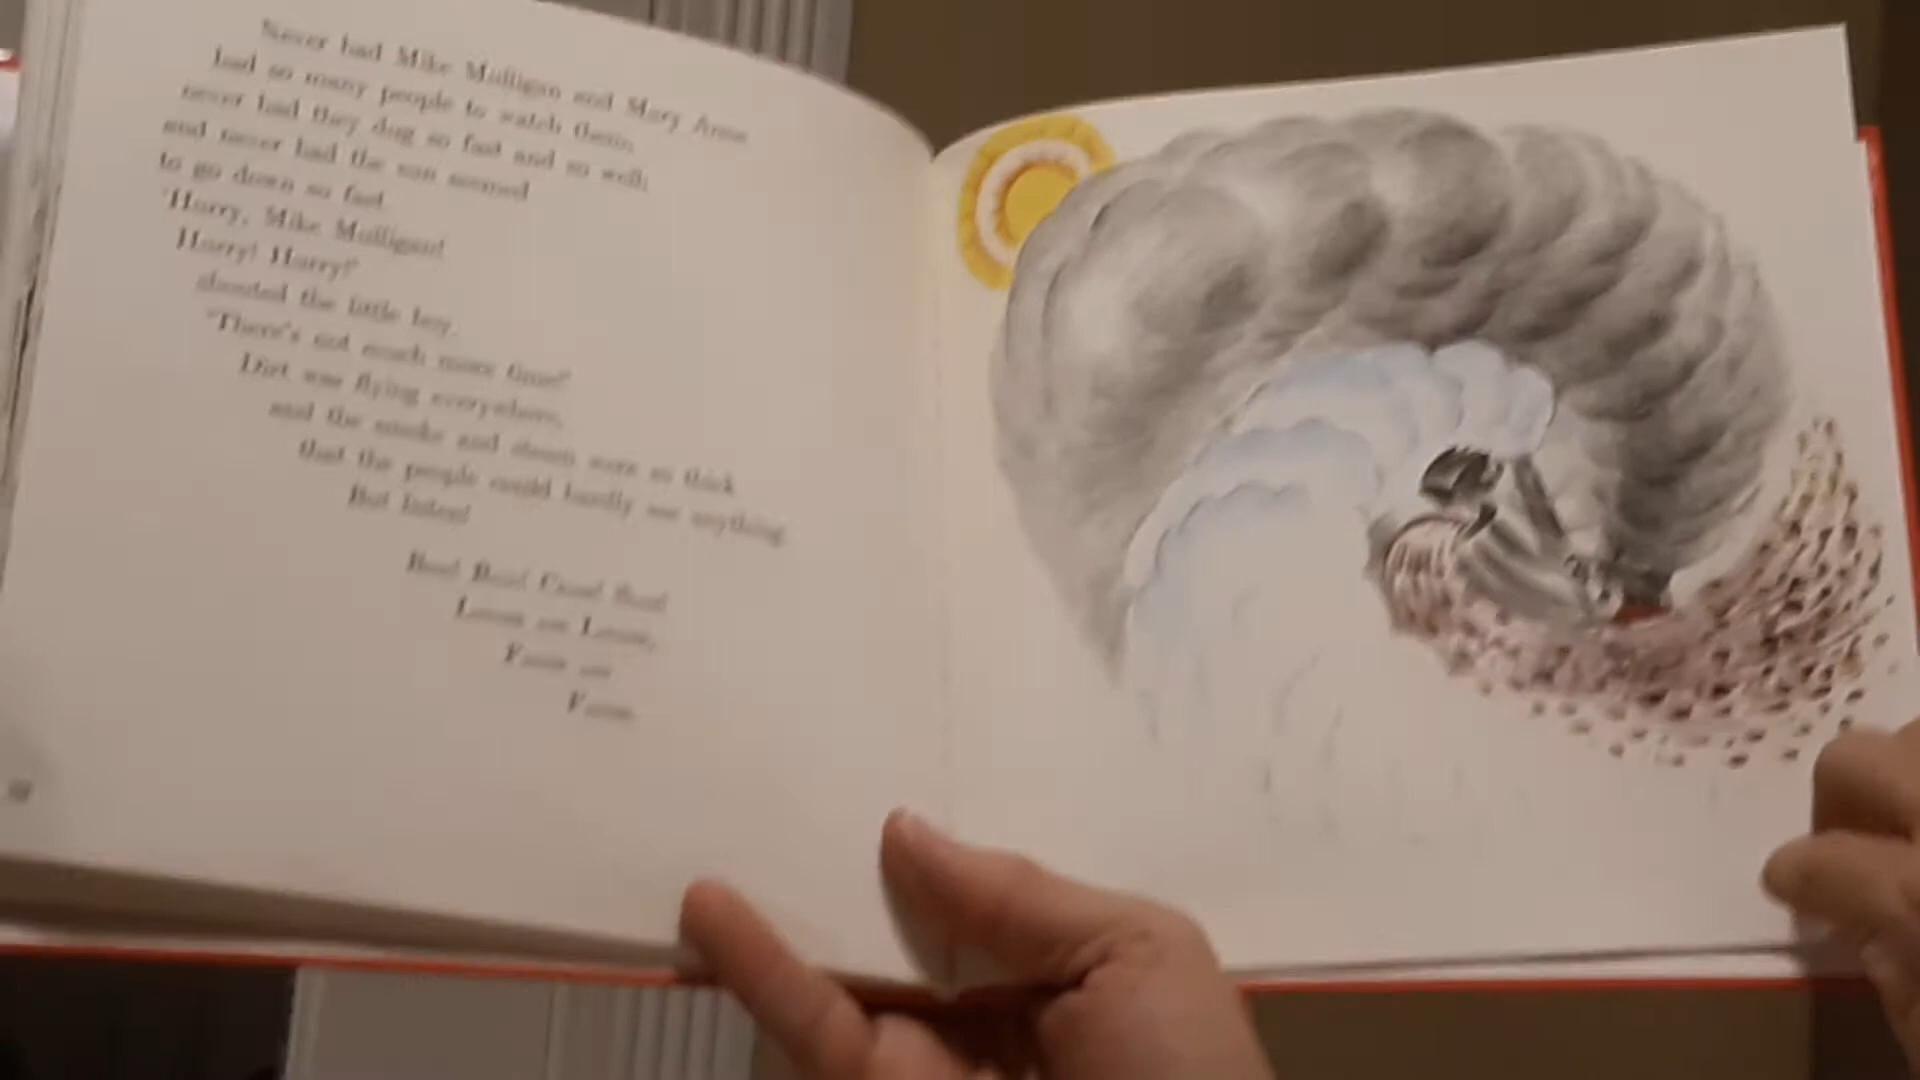 Never had Mike Mulligan and Mary Anne
had so many people to watch them;
never had they dug so fast and so well;
and never had the sun seemed
to go down so fast.
"Hurry, Mike Mulligan!
Hurry! Hurry!"
shouted the little boy.
"There's not much more time!"
Dirt was flying everywhere,
and the smoke and steam were so thick
that the people could hardly see anything.
But listen!
Bing! Bang! Crash! Slam!
Louder and Louder,
Faster and
Faster.